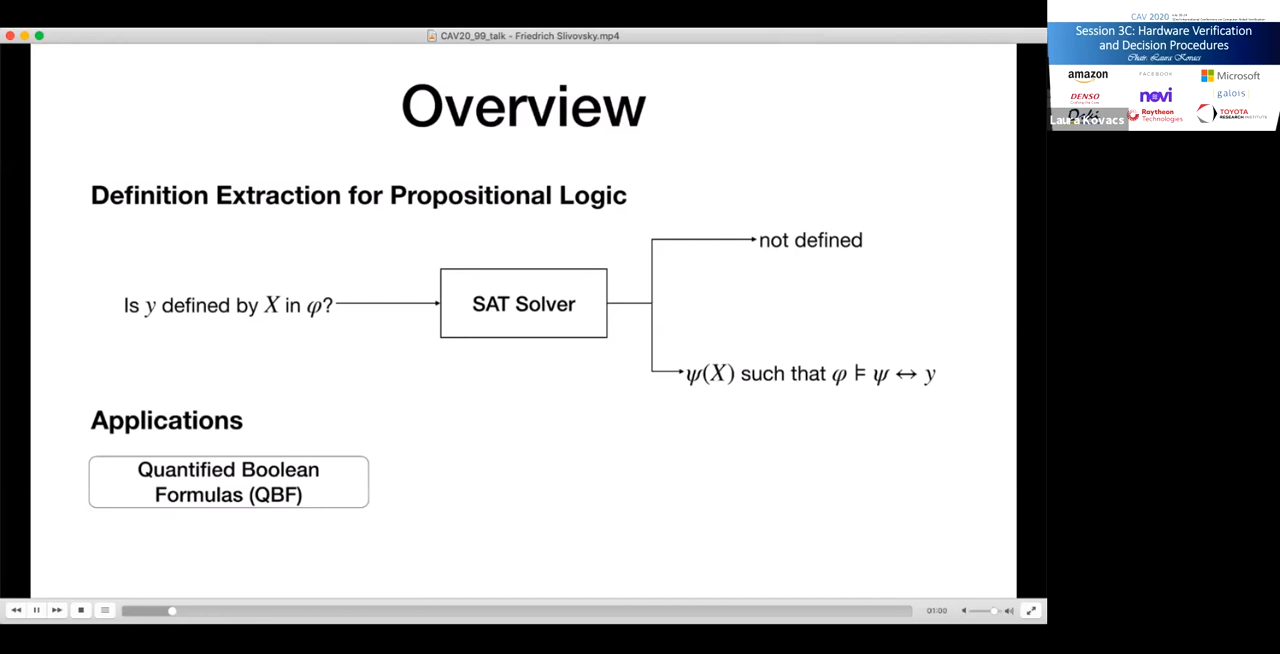 CAV20_99_talk - Friedrich Slivovsky.mp4
Overview
Definition Extraction for Propositional Logic
not defined
Is y defined by X in φ?
SAT Solver
ψ(X) such that φ ⊧ ψ ↔ y
Applications
Quantified Boolean
Formulas (QBF)
01:00
CAV 2020
Session 3C: Hardware Verification
and Decision Procedures
Chair: Laura Kovacs
amazon
FACEBOOK
Microsoft
DENSO
novi
galois
Laura Kovacs
Raytheon
Technologies
TOYOTA
RESEARCH INSTITUTE